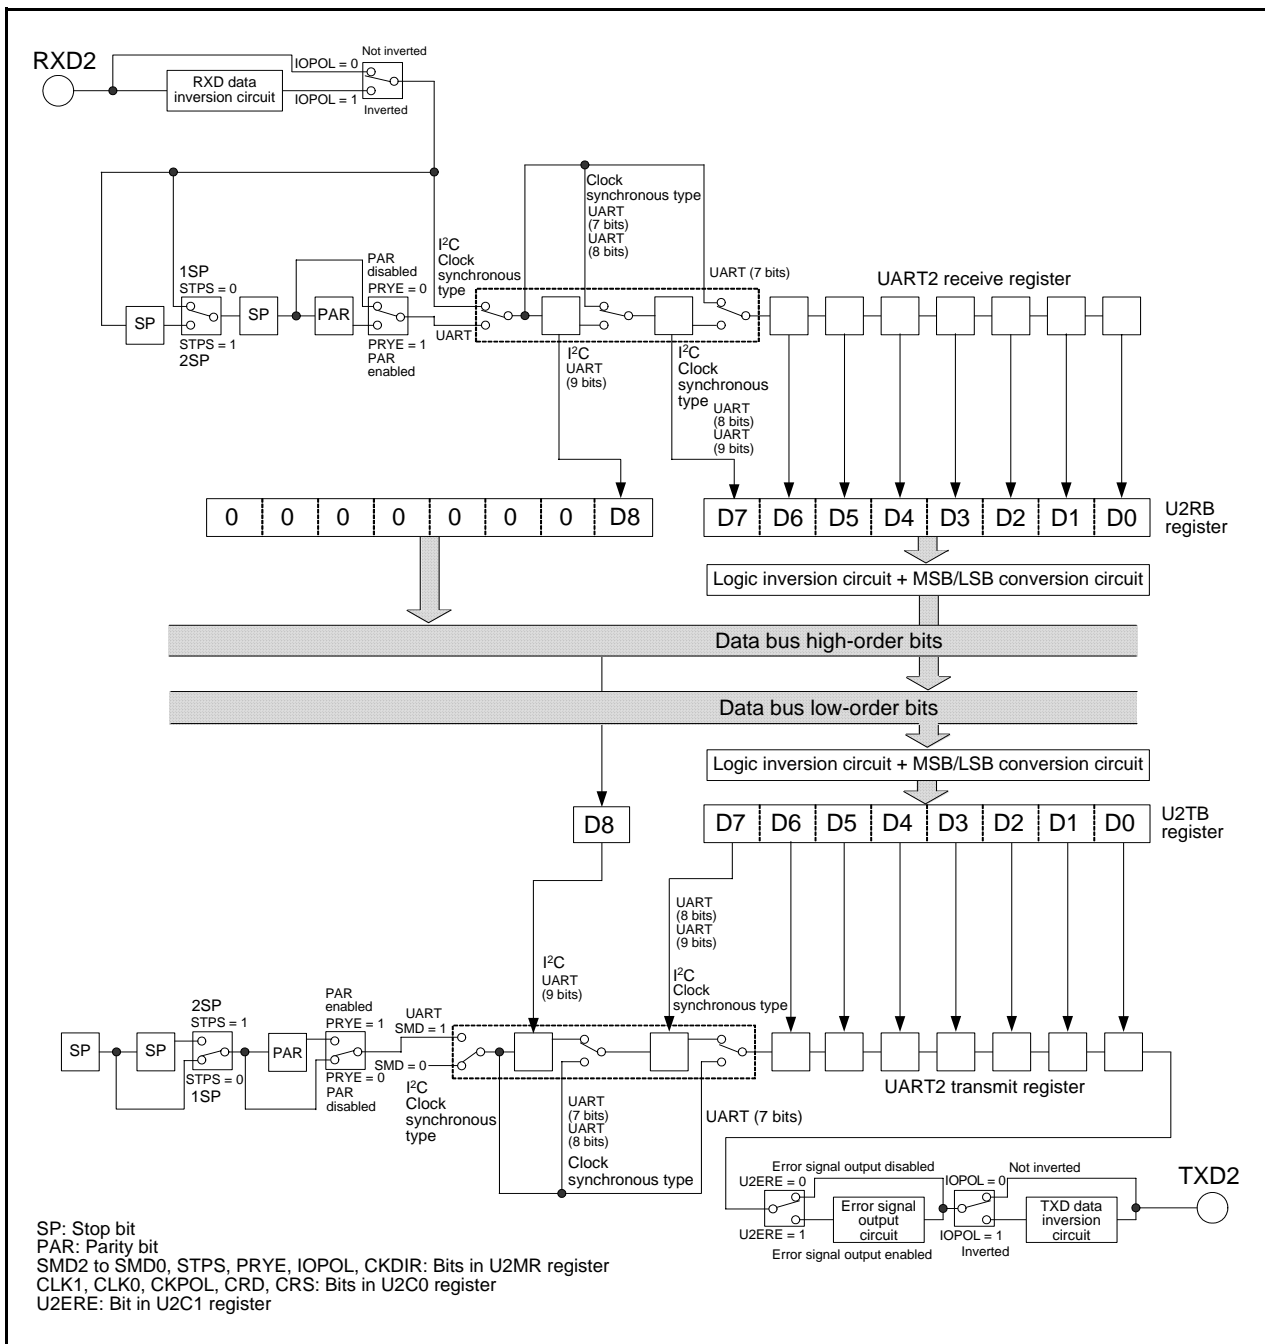 RXD2
IOPOL = 0
Not inverted
RXD data
inversion circuit
IOPOL = 1
Inverted
1SP
STPS = 0
SP
STPS = 1
2SP
SP
PAR
disabled
PRYE = 0
PAR
PRYE = 1
PAR
enabled
I²C
Clock
synchronous
type
UART
Clock
synchronous type
UART
(7 bits)
UART
(8 bits)
UART (7 bits)
UART2 receive register
I²C
UART
(9 bits)
I²C
Clock
synchronous
type
UART
(8 bits)
UART
(9 bits)
0 0 0 0 0 0 0 D8
D7 D6 D5 D4 D3 D2 D1 D0
U2RB
register
Logic inversion circuit + MSB/LSB conversion circuit
Data bus high-order bits
Data bus low-order bits
Logic inversion circuit + MSB/LSB conversion circuit
D8
D7 D6 D5 D4 D3 D2 D1 D0
U2TB
register
UART
(8 bits)
UART
(9 bits)
I²C
UART
(9 bits)
I²C
Clock
synchronous type
SP
SP
2SP
STPS = 1
STPS = 0
1SP
PAR
PAR
enabled
PRYE = 1
PRYE = 0
PAR
disabled
UART
SMD = 1
SMD = 0
I²C
Clock
synchronous
type
UART
(7 bits)
UART
(8 bits)
Clock
synchronous type
UART (7 bits)
UART2 transmit register
Error signal output disabled
U2ERE = 0
Error signal
output
circuit
U2ERE = 1
Error signal output enabled
IOPOL = 0
Not inverted
TXD data
inversion
circuit
IOPOL = 1
Inverted
TXD2
SP: Stop bit
PAR: Parity bit
SMD2 to SMD0, STPS, PRYE, IOPOL, CKDIR: Bits in U2MR register
CLK1, CLK0, CKPOL, CRD, CRS: Bits in U2C0 register
U2ERE: Bit in U2C1 register